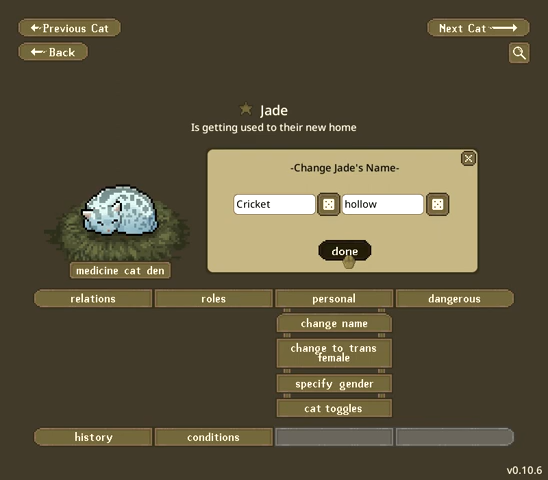 Previous Cat
Next Cat
Back
Jade
Is getting used to their new home
-Change Jade's Name-
Cricket
hollow
done
medicine cat den
relations
roles
personal
dangerous
change name
change to trans
female
specify gender
cat toggles
history
conditions
v0.10.6